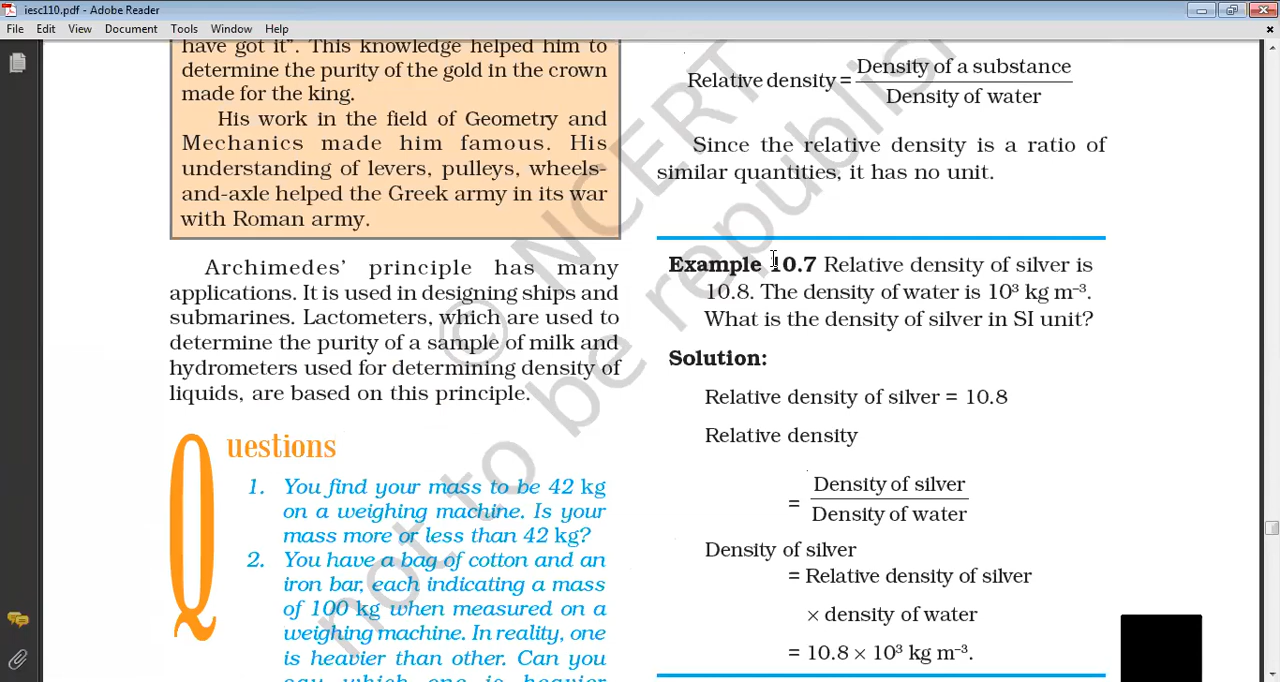 iesc110.pdf - Adobe Reader
File Edit View Document Tools Window Help
have got it”. This knowledge helped him to
determine the purity of the gold in the crown
made for the king.
His work in the field of Geometry and
Mechanics made him famous. His
understanding of levers, pulleys, wheels-
and-axle helped the Greek army in its war
with Roman army.
Archimedes’ principle has many
applications. It is used in designing ships and
submarines. Lactometers, which are used to
determine the purity of a sample of milk and
hydrometers used for determining density of
liquids, are based on this principle.
Questions
1. You find your mass to be 42 kg
on a weighing machine. Is your
mass more or less than 42 kg?
2. You have a bag of cotton and an
iron bar, each indicating a mass
of 100 kg when measured on a
weighing machine. In reality, one
is heavier than other. Can you
say which one is heavier
Relative density = Density of a substance
Density of water
Since the relative density is a ratio of
similar quantities, it has no unit.
Example 10.7 Relative density of silver is
10.8. The density of water is 10³ kg m⁻³.
What is the density of silver in SI unit?
Solution:
Relative density of silver = 10.8
Relative density
= Density of silver
Density of water
Density of silver
= Relative density of silver
× density of water
= 10.8 × 10³ kg m⁻³.
© NCERT
not to be republis